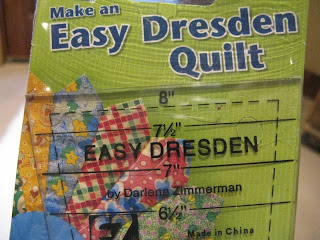 Make an
Easy Dresden
Quilt
8"
7½"
EASY DRESDEN
7"
by Darlene Zimmerman
6½"
Made in China